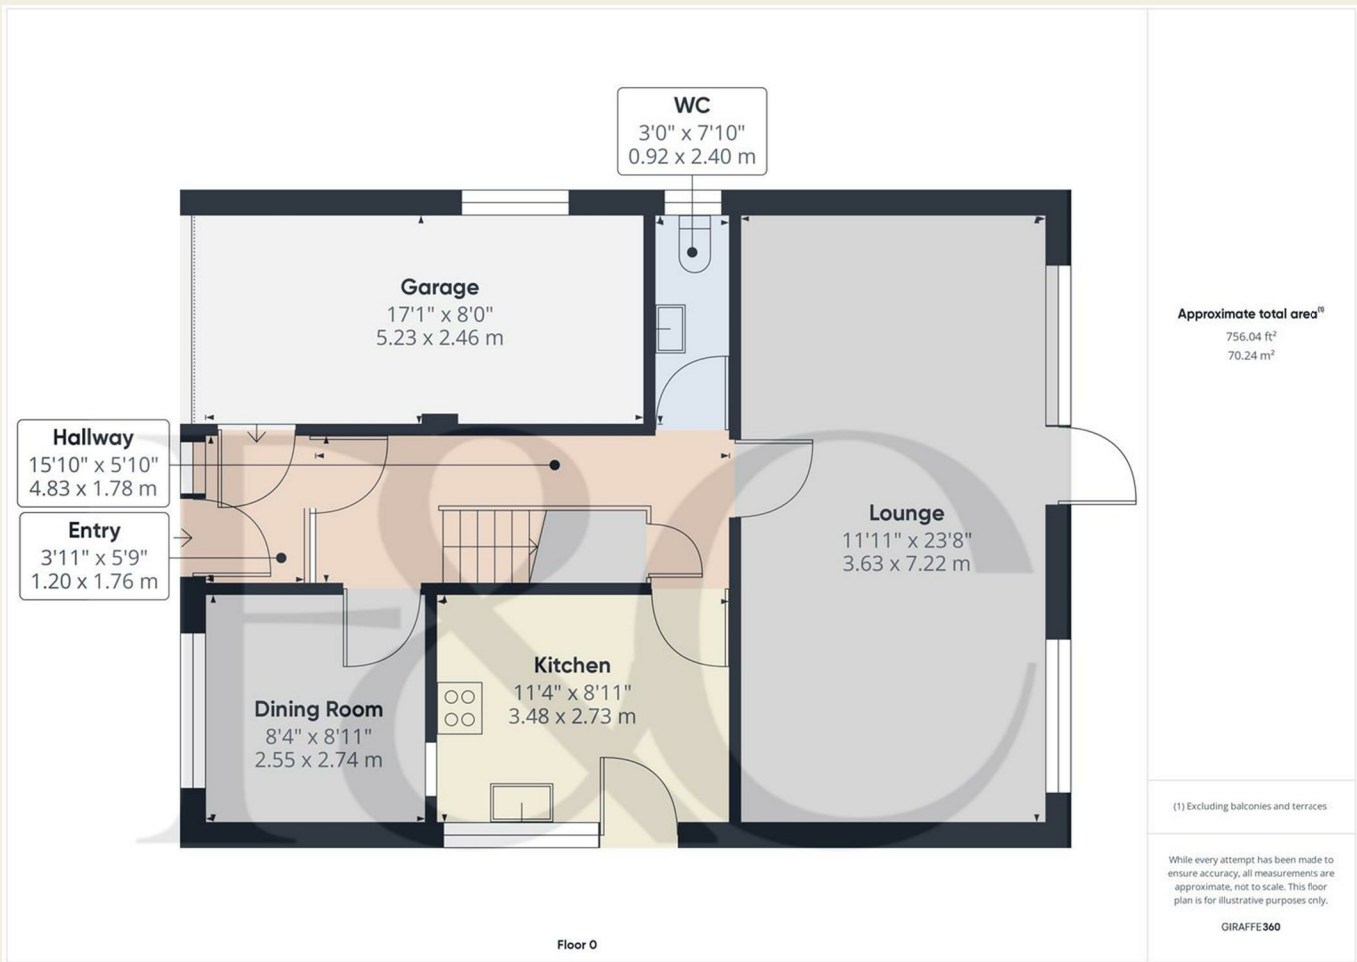 WC
3'0" x 7'10"
0.92 x 2.40 m
Garage
17'1" x 8'0"
5.23 x 2.46 m
Hallway
15'10" x 5'10"
4.83 x 1.78 m
Entry
3'11" x 5'9"
1.20 x 1.76 m
Lounge
11'11" x 23'8"
3.63 x 7.22 m
Kitchen
11'4" x 8'11"
3.48 x 2.73 m
Dining Room
8'4" x 8'11"
2.55 x 2.74 m
F&C
Floor 0
Approximate total area(1)
756.04 ft²
70.24 m²
(1) Excluding balconies and terraces
While every attempt has been made to
ensure accuracy, all measurements are
approximate, not to scale. This floor
plan is for illustrative purposes only.
GIRAFFE360